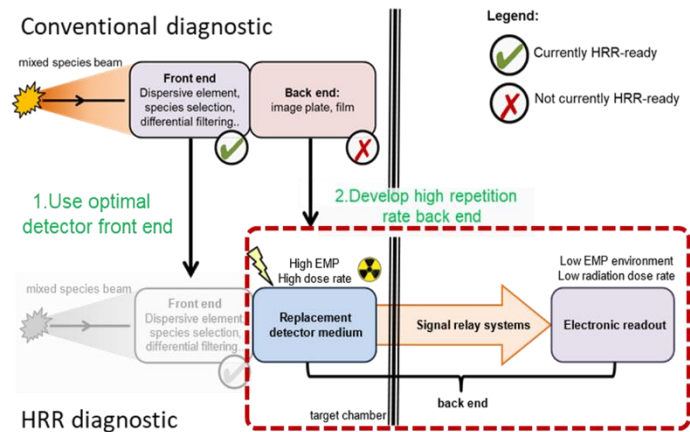 Conventional diagnostic
Legend:
Currently HRR-ready
Not currently HRR-ready
mixed species beam
Front end
Dispersive element,
species selection,
differential filtering..
Back end:
image plate, film
1.Use optimal
detector front end
2.Develop high repetition
rate back end
mixed species beam
Front end
Dispersive element,
species selection,
differential filtering
High EMP
High dose rate
Replacement
detector medium
Signal relay systems
Low EMP environment
Low radiation dose rate
Electronic readout
back end
target chamber
HRR diagnostic